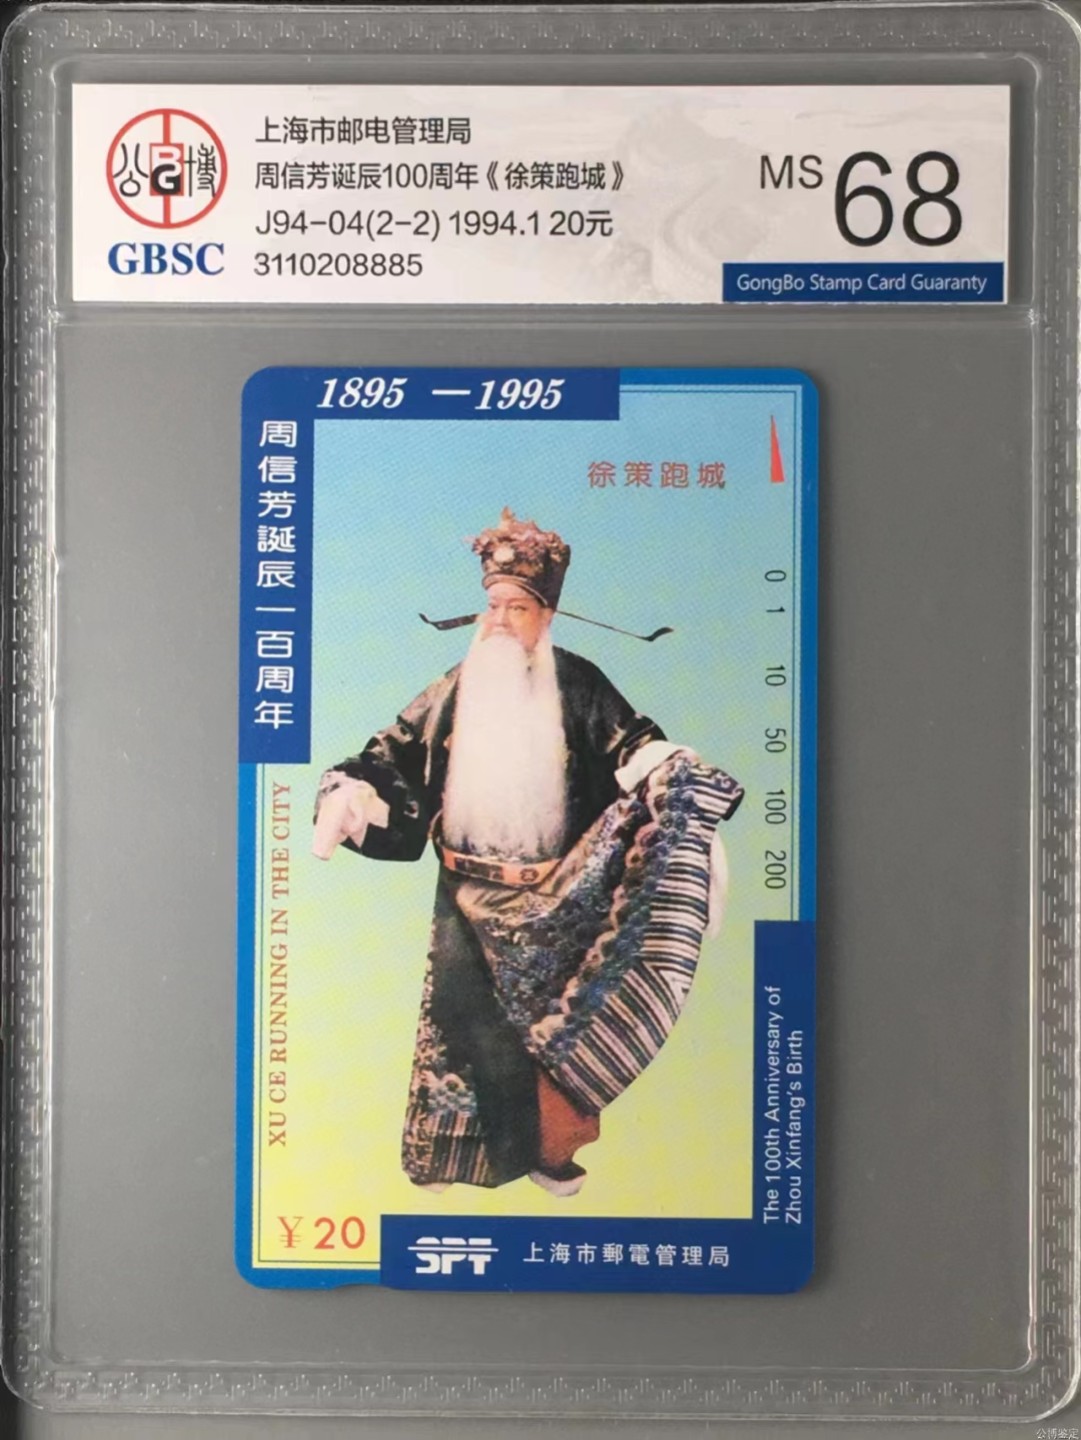 公博
BG
GBSC
上海市邮电管理局
周信芳诞辰100周年《徐策跑城》
J94-04(2-2) 1994.1 20元
3110208885
MS 68
GongBo Stamp Card Guaranty
1895 — 1995
周信芳誕辰一百周年
徐策跑城
0
1
10
50
100
200
XU CE RUNNING IN THE CITY
The 100th Anniversary of
Zhou Xinfang's Birth
￥20
SPT
上海市郵電管理局
公博鉴定